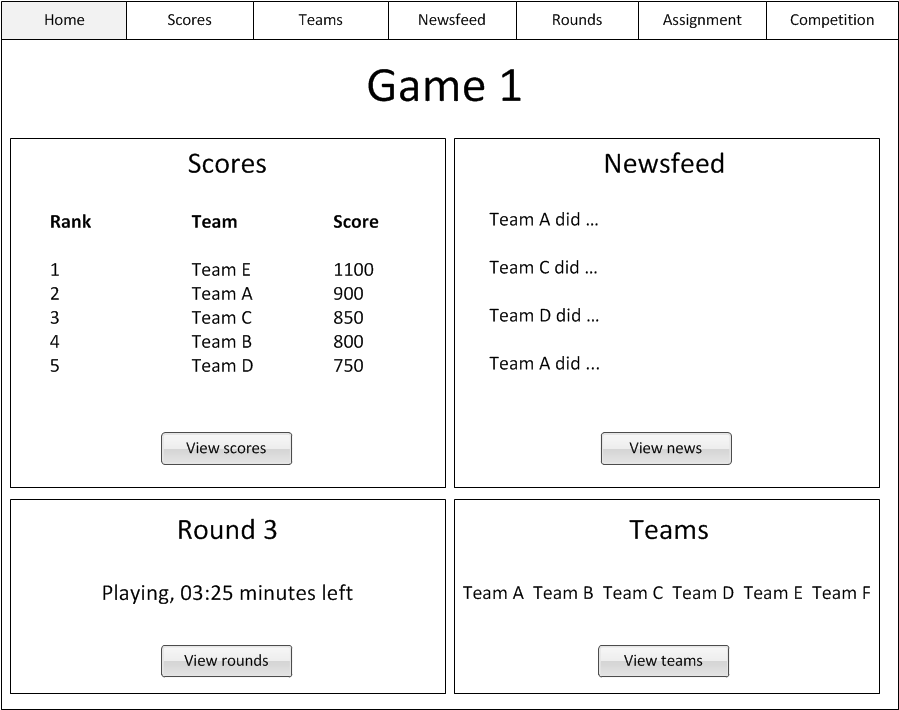 Home Scores Teams Newsfeed Rounds Assignment Competition
Game 1
Scores
Rank Team Score
1 Team E 1100
2 Team A 900
3 Team C 850
4 Team B 800
5 Team D 750
View scores
Newsfeed
Team A did ...
Team C did ...
Team D did ...
Team A did ...
View news
Round 3
Playing, 03:25 minutes left
View rounds
Teams
Team A Team B Team C Team D Team E Team F
View teams